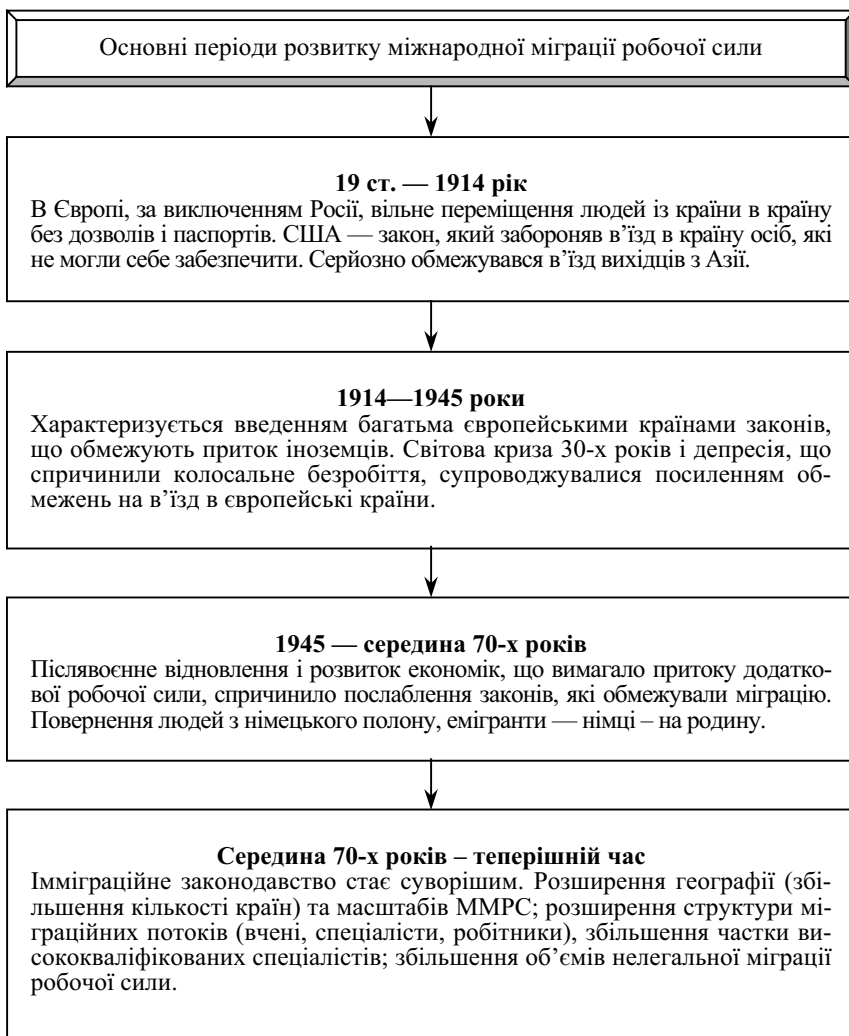 Основні періоди розвитку міжнародної міграції робочої сили
19 ст. — 1914 рік
В Європі, за виключенням Росії, вільне переміщення людей із країни в країну
без дозволів і паспортів. США — закон, який забороняв в’їзд в країну осіб, які
не могли себе забезпечити. Серйозно обмежувався в’їзд вихідців з Азії.
1914—1945 роки
Характеризується введенням багатьма європейськими країнами законів,
що обмежують приток іноземців. Світова криза 30-х років і депресія, що
спричинили колосальне безробіття, супроводжувалися посиленням об-
межень на в’їзд в європейські країни.
1945 — середина 70-х років
Післявоєнне відновлення і розвиток економік, що вимагало притоку додатко-
вої робочої сили, спричинило послаблення законів, які обмежували міграцію.
Повернення людей з німецького полону, емігранти — німці – на родину.
Середина 70-х років – теперішній час
Імміграційне законодавство стає суворішим. Розширення географії (збі-
льшення кількості країн) та масштабів ММРС; розширення структури мі-
граційних потоків (вчені, спеціалісти, робітники), збільшення частки ви-
сококваліфікованих спеціалістів; збільшення об’ємів нелегальної міграції
робочої сили.